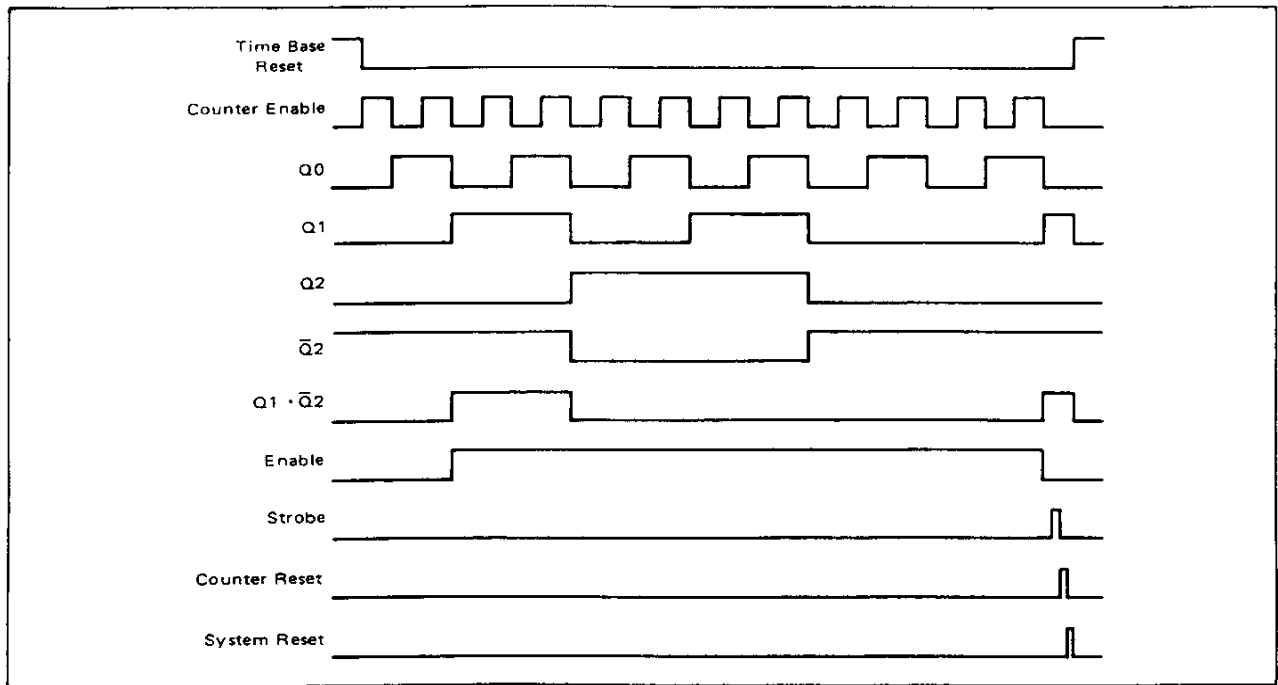 Time Base
Reset
Counter Enable
Q0
Q1
Q2
Q̅2
Q1 · Q̅2
Enable
Strobe
Counter Reset
System Reset